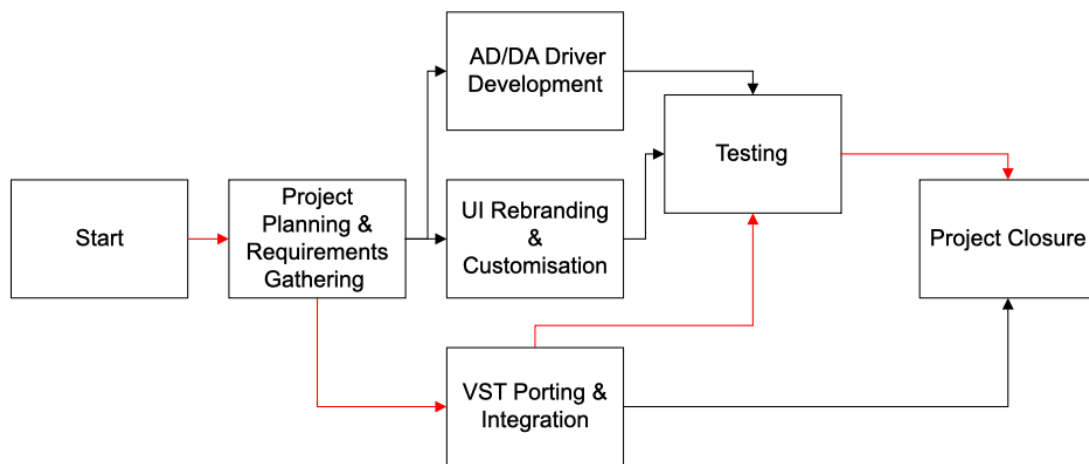 Start
Project
Planning &
Requirements
Gathering
AD/DA Driver
Development
UI Rebranding
&
Customisation
VST Porting &
Integration
Testing
Project Closure